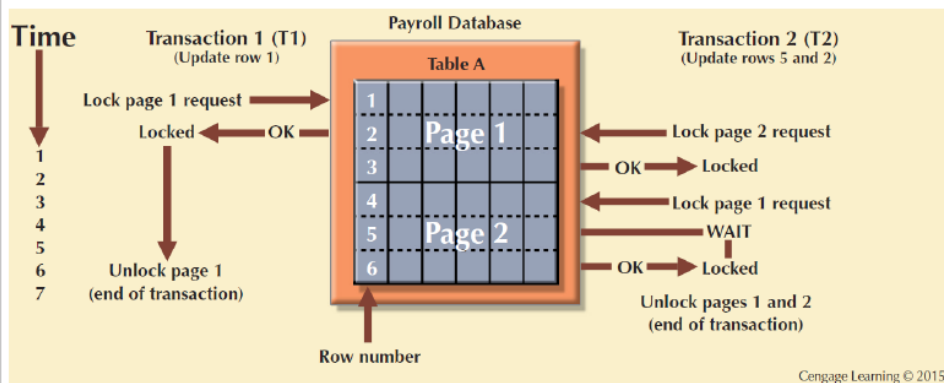 Payroll Database
Time
Transaction 1 (T1)
(Update row 1)
Transaction 2 (T2)
(Update rows 5 and 2)
Table A
Lock page 1 request
1
Locked
OK
2
Page 1
Lock page 2 request
3
OK
Locked
1
2
3
4
5
6
7
4
Lock page 1 request
5
Page 2
WAIT
6
OK
Locked
Unlock page 1
(end of transaction)
Unlock pages 1 and 2
(end of transaction)
Row number
Cengage Learning © 2015